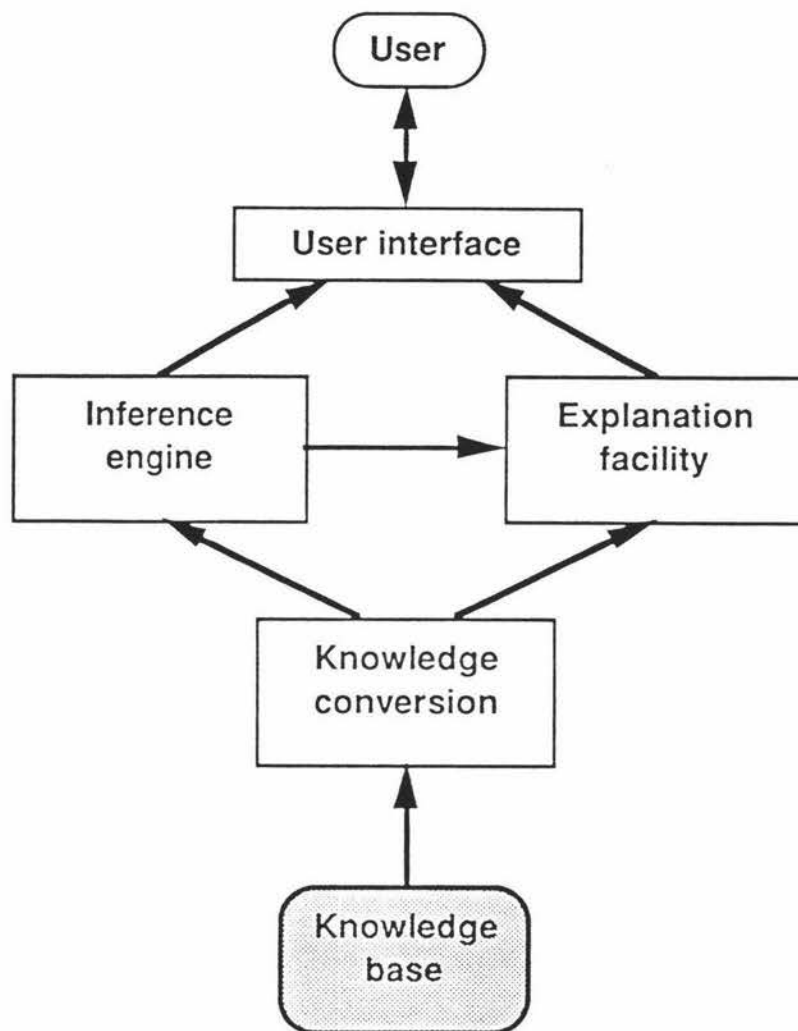 User
User interface
Inference
engine
Explanation
facility
Knowledge
conversion
Knowledge
base